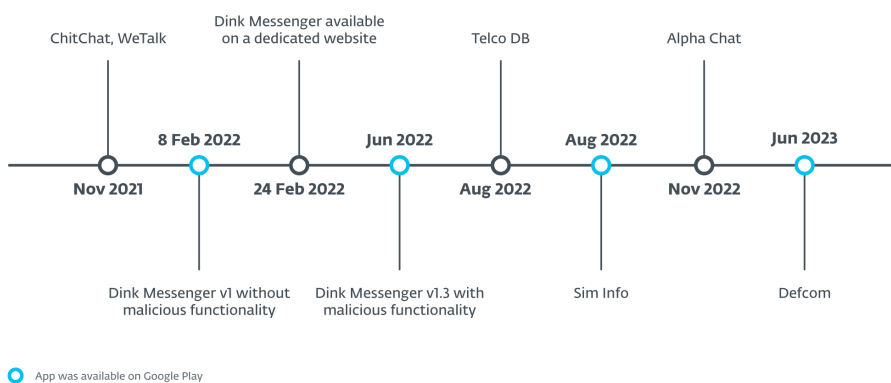 Dink Messenger available
on a dedicated website
ChitChat, WeTalk
Telco DB
Alpha Chat
8 Feb 2022
Jun 2022
Aug 2022
Jun 2023
Nov 2021
24 Feb 2022
Aug 2022
Nov 2022
Dink Messenger v1 without
malicious functionality
Dink Messenger v1.3 with
malicious functionality
Sim Info
Defcom
App was available on Google Play